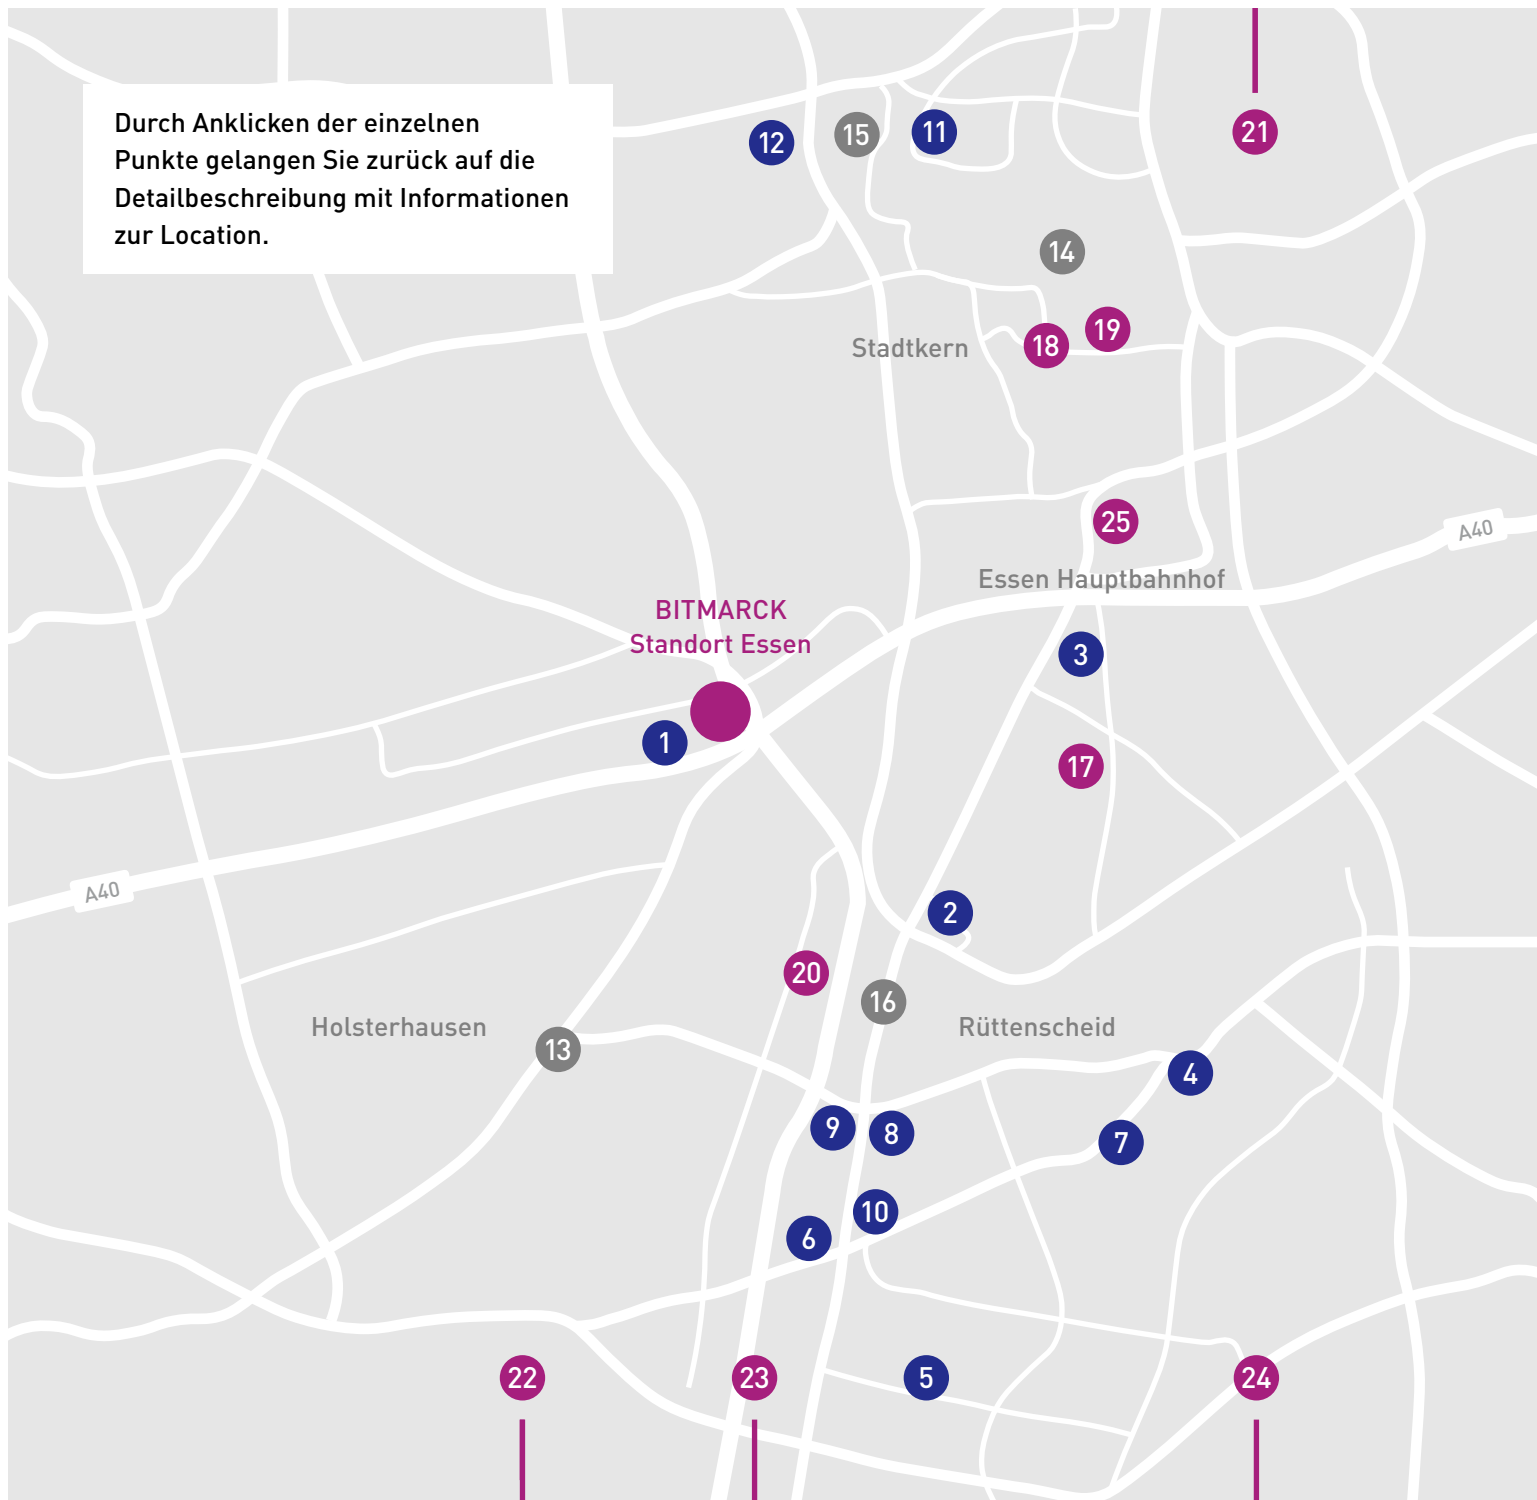 Durch Anklicken der einzelnen
Punkte gelangen Sie zurück auf die
Detailbeschreibung mit Informationen
zur Location.
12
15
11
21
14
19
18
Stadtkern
25
A40
Essen Hauptbahnhof
BITMARCK
Standort Essen
3
1
17
A40
2
20
16
Holsterhausen
Rüttenscheid
13
4
9
8
7
10
6
22
23
5
24